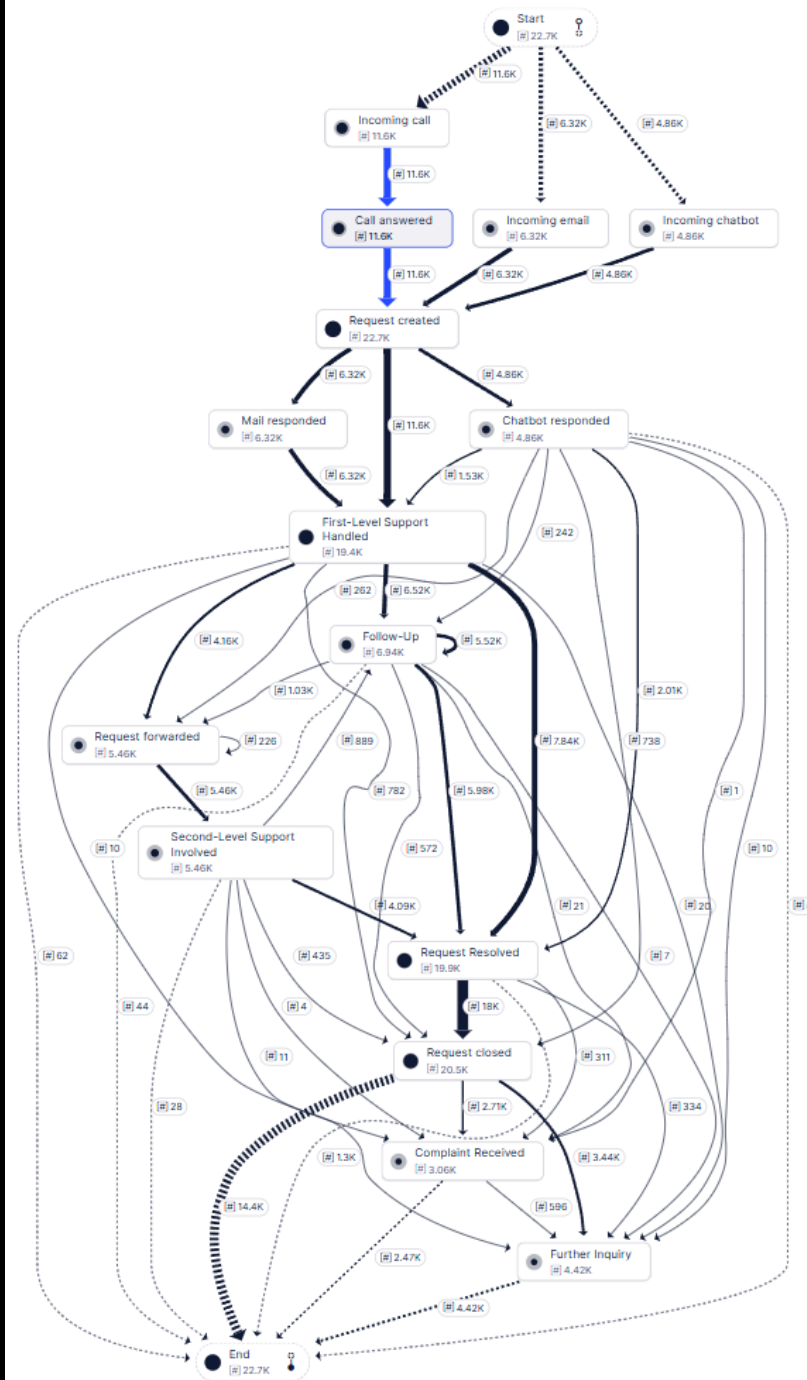 Start
[#] 22.7K
[#] 11.6K
Incoming call
[#] 11.6K
[#] 6.32K
[#] 4.86K
[#] 11.6K
Call answered
[#] 11.6K
Incoming email
[#] 6.32K
Incoming chatbot
[#] 4.86K
[#] 11.6K
[#] 6.32K
[#] 4.86K
Request created
[#] 22.7K
[#] 6.32K
[#] 4.86K
Mail responded
[#] 6.32K
[#] 11.6K
Chatbot responded
[#] 4.86K
[#] 6.32K
[#] 1.53K
First-Level Support
Handled
[#] 19.4K
[#] 242
[#] 262
[#] 6.52K
[#] 4.16K
Follow-Up
[#] 6.94K
[#] 5.52K
[#] 1.03K
[#] 2.01K
Request forwarded
[#] 5.46K
[#] 226
[#] 889
[#] 7.84K
[#] 738
[#] 5.46K
[#] 782
[#] 5.98K
[#] 1
Second-Level Support
Involved
[#] 5.46K
[#] 10
[#] 572
[#] 10
[#] 4.09K
[#] 21
[#] 20
[#]
[#] 62
[#] 435
Request Resolved
[#] 19.9K
[#] 7
[#] 44
[#] 4
[#] 18K
[#] 11
Request closed
[#] 20.5K
[#] 311
[#] 28
[#] 2.71K
[#] 334
[#] 1.3K
Complaint Received
[#] 3.06K
[#] 3.44K
[#] 14.4K
[#] 596
[#] 2.47K
Further Inquiry
[#] 4.42K
[#] 4.42K
End
[#] 22.7K